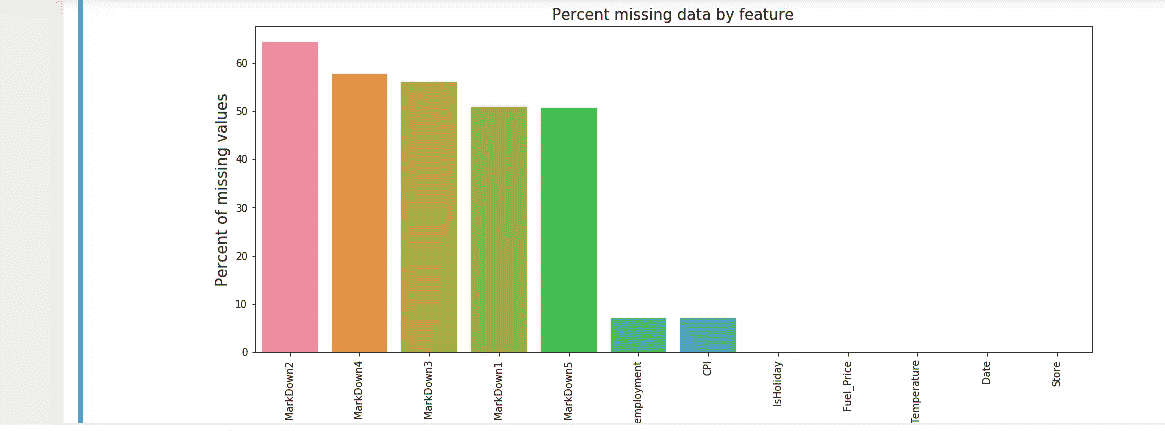 Percent missing data by feature
Percent of missing values
60
50
40
30
20
10
0
MarkDown2
MarkDown4
MarkDown3
MarkDown1
MarkDown5
employment
CPI
IsHoliday
Fuel_Price
Temperature
Date
Store